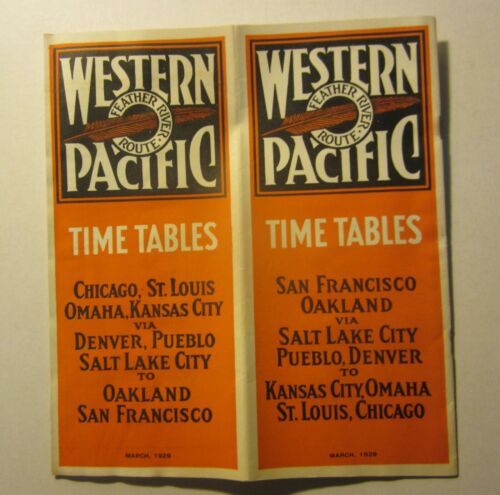 WESTERN
FEATHER RIVER
ROUTE
PACIFIC
TIME TABLES
CHICAGO, ST. LOUIS
OMAHA, KANSAS CITY
VIA
DENVER, PUEBLO
SALT LAKE CITY
TO
OAKLAND
SAN FRANCISCO
MARCH, 1929
WESTERN
FEATHER RIVER
ROUTE
PACIFIC
TIME TABLES
SAN FRANCISCO
OAKLAND
VIA
SALT LAKE CITY
PUEBLO, DENVER
TO
KANSAS CITY, OMAHA
ST. LOUIS, CHICAGO
MARCH, 1929